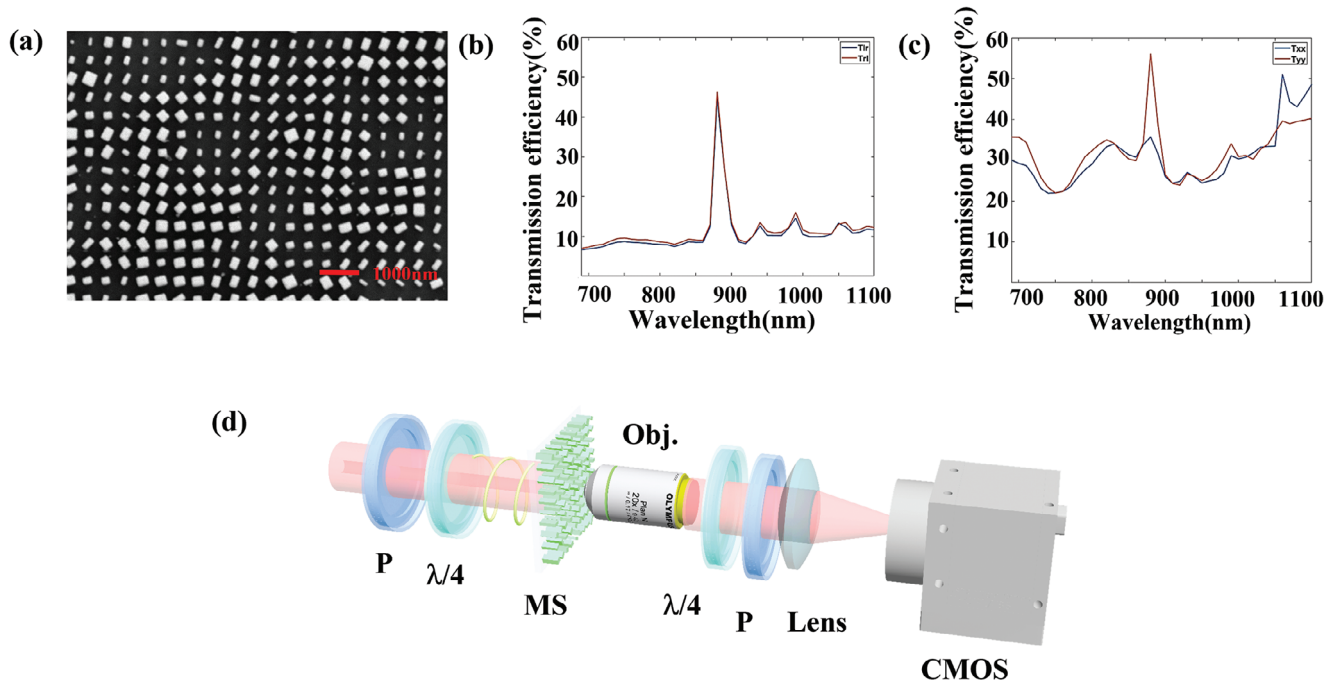 (a)
1000nm
(b)
Transmission efficiency(%)
60
50
40
30
20
10
Tlr
Trl
700
800
900
1000
1100
Wavelength(nm)
(c)
Transmission efficiency(%)
60
50
40
30
20
10
Txx
Tyy
700
800
900
1000
1100
Wavelength(nm)
(d)
Obj.
Plan N
20x
P
λ/4
MS
λ/4
P
Lens
CMOS